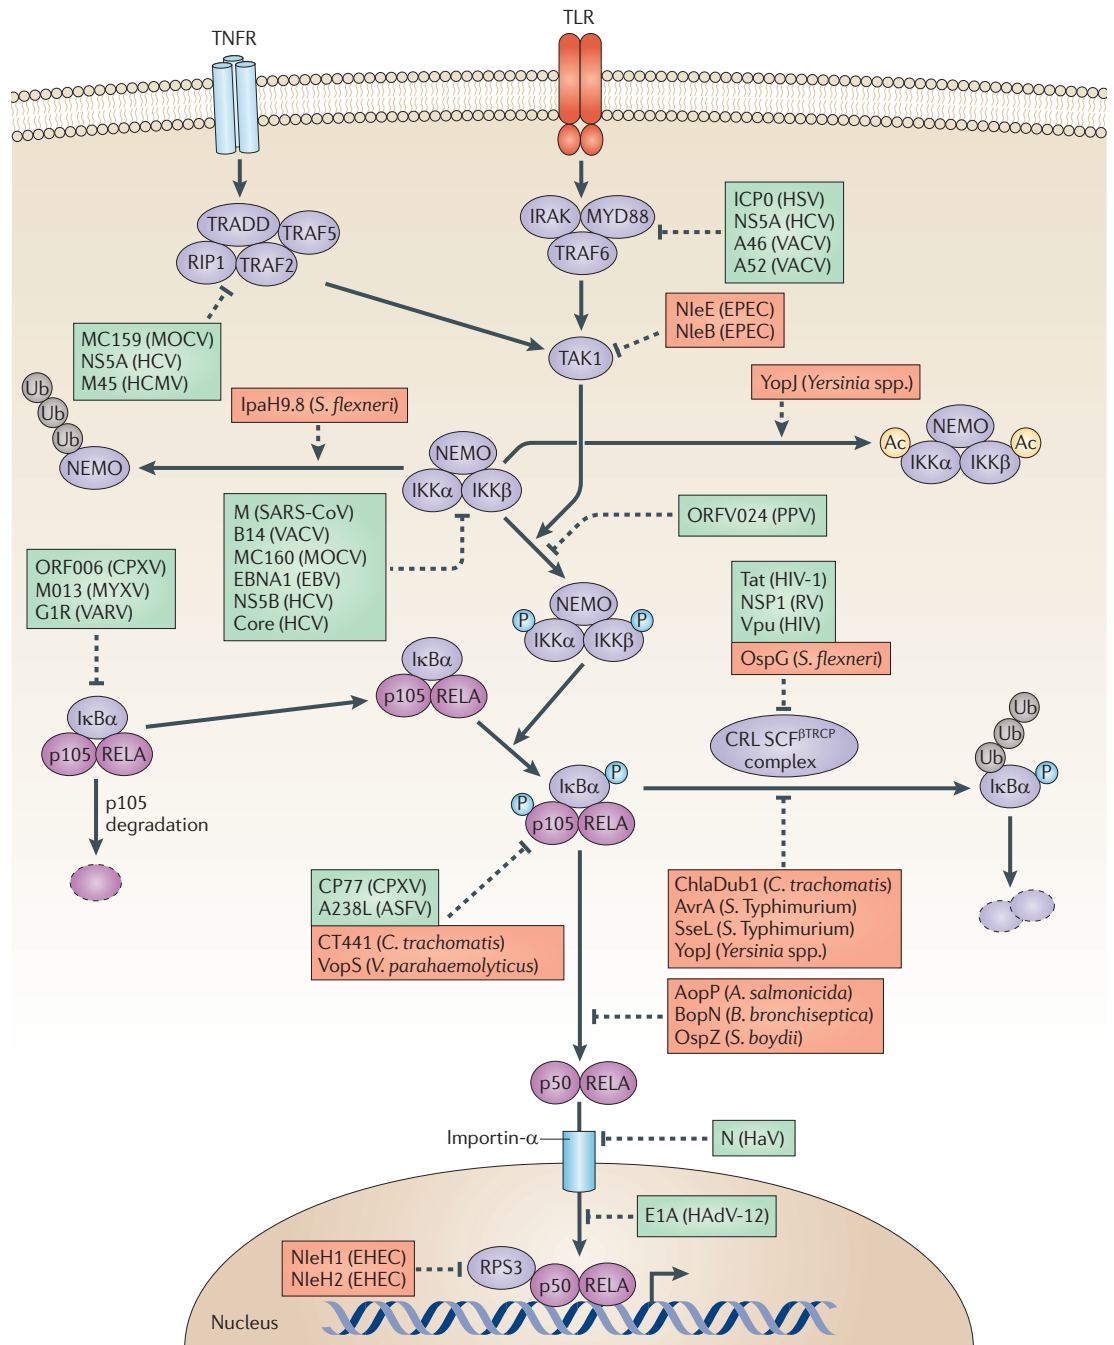 TNFR
TLR
TRADD
TRAF5
RIP1
TRAF2
IRAK
MYD88
TRAF6
ICP0 (HSV)
NS5A (HCV)
A46 (VACV)
A52 (VACV)
MC159 (MOCV)
NS5A (HCV)
M45 (HCMV)
NleE (EPEC)
NleB (EPEC)
TAK1
IpaH9.8 (S. flexneri)
YopJ (Yersinia spp.)
Ub
Ub
Ub
NEMO
NEMO
IKKα
IKKβ
Ac
NEMO
Ac
IKKα
IKKβ
M (SARS-CoV)
B14 (VACV)
MC160 (MOCV)
EBNA1 (EBV)
NS5B (HCV)
Core (HCV)
ORFV024 (PPV)
ORF006 (CPXV)
M013 (MYXV)
G1R (VARV)
P
NEMO
P
IKKα
IKKβ
Tat (HIV-1)
NSP1 (RV)
Vpu (HIV)
OspG (S. flexneri)
IκBα
p105
RELA
IκBα
p105
RELA
CRL SCFβTRCP
complex
Ub
Ub
Ub
IκBα
P
p105
degradation
P
IκBα
P
p105
RELA
CP77 (CPXV)
A238L (ASFV)
CT441 (C. trachomatis)
VopS (V. parahaemolyticus)
ChlaDub1 (C. trachomatis)
AvrA (S. Typhimurium)
SseL (S. Typhimurium)
YopJ (Yersinia spp.)
AopP (A. salmonicida)
BopN (B. bronchiseptica)
OspZ (S. boydii)
p50
RELA
Importin-α
N (HaV)
E1A (HAdV-12)
NleH1 (EHEC)
NleH2 (EHEC)
RPS3
p50
RELA
Nucleus